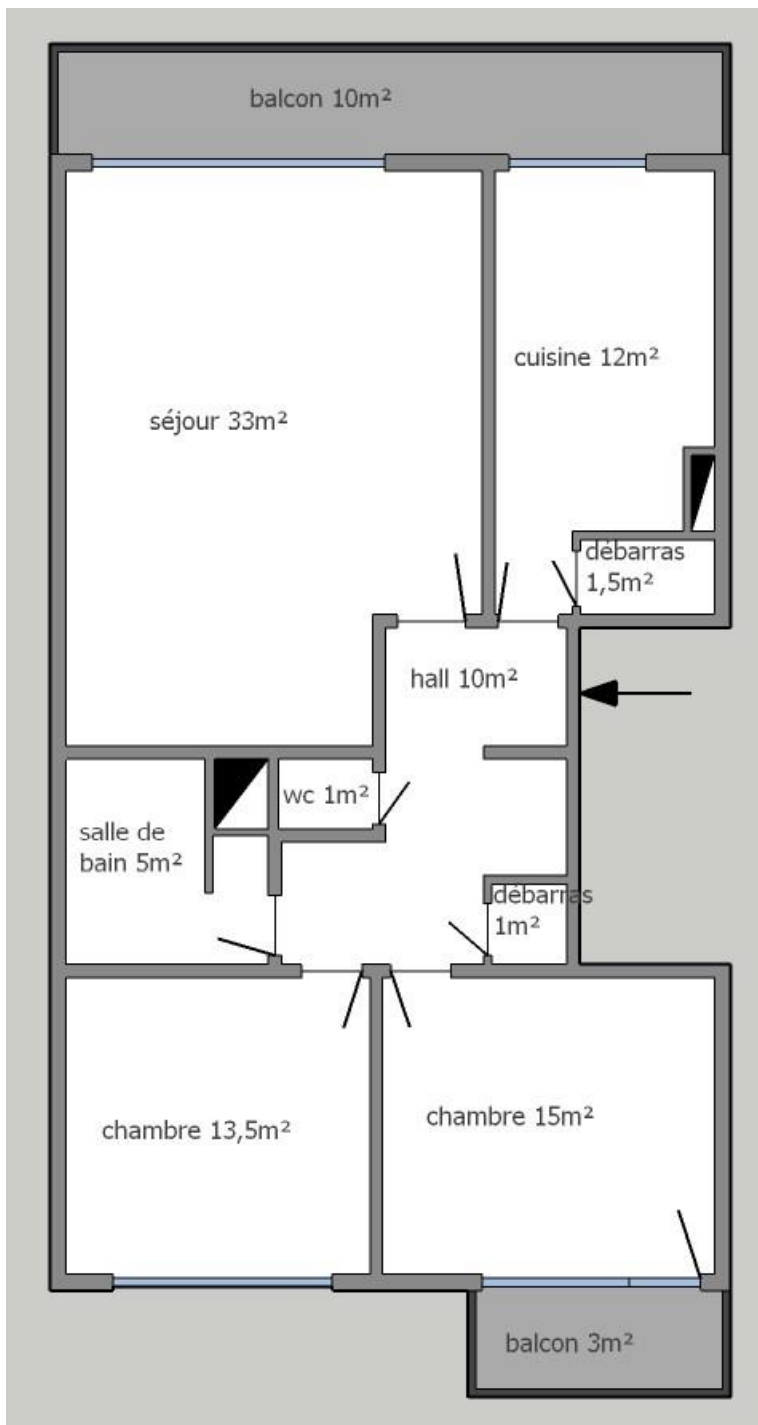 balcon 10m²
cuisine 12m²
séjour 33m²
débarras
1,5m²
hall 10m²
wc 1m²
salle de
bain 5m²
débarras
1m²
chambre 13,5m²
chambre 15m²
balcon 3m²